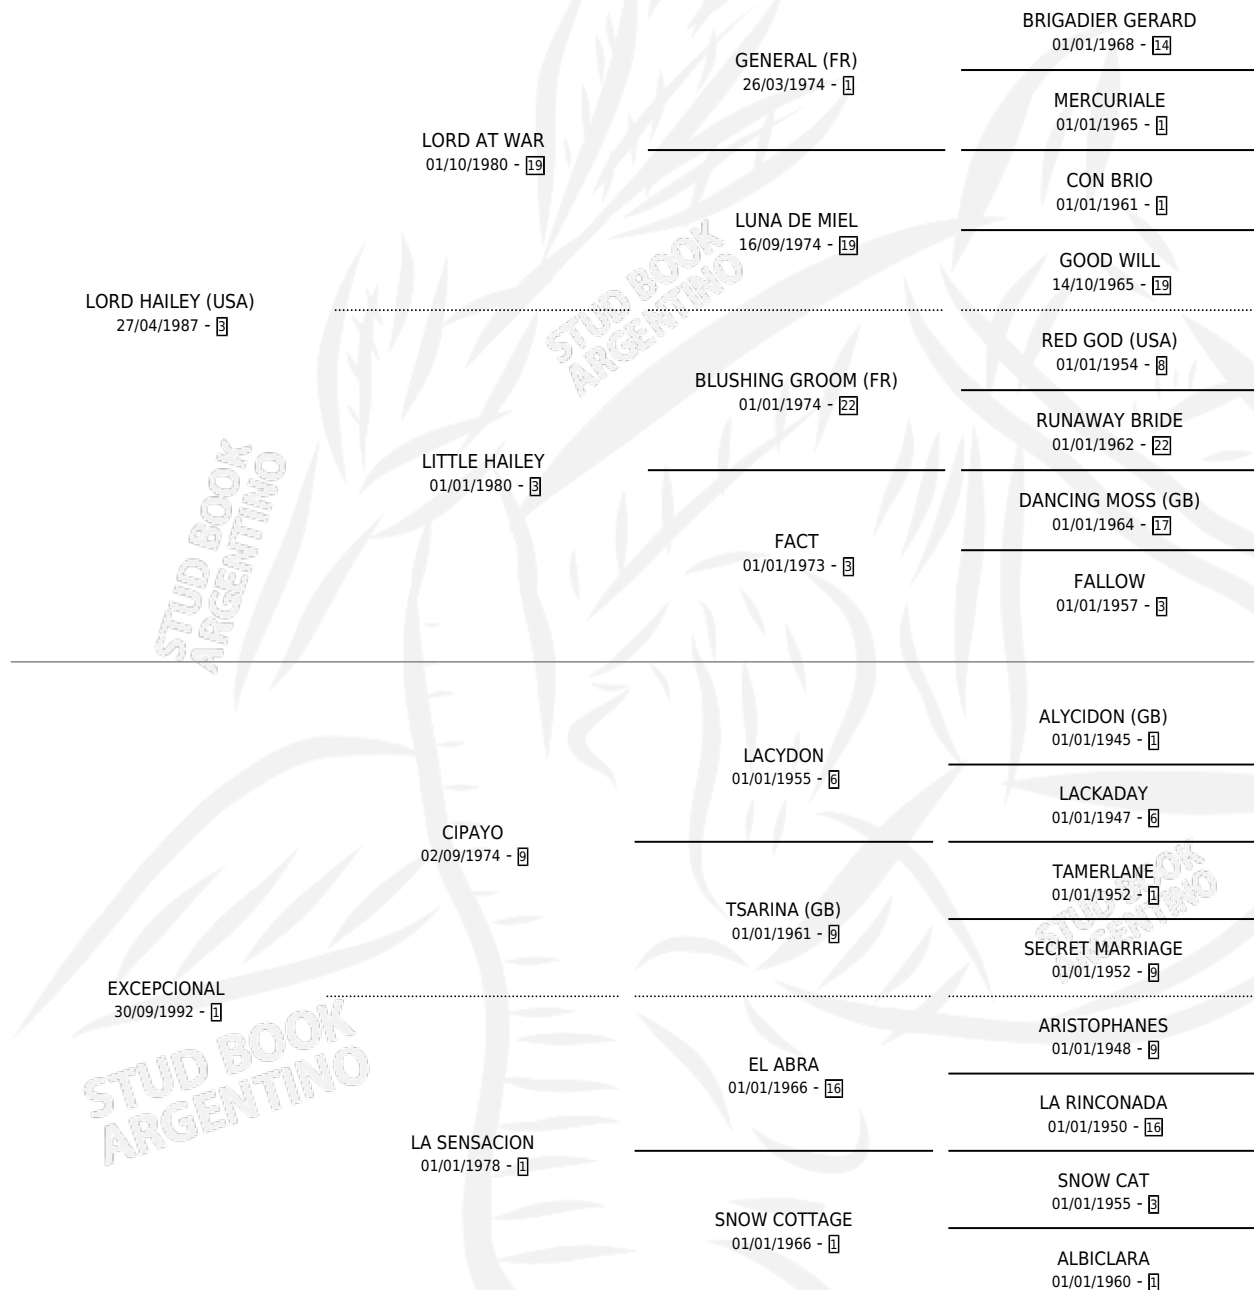 BRIGADIER GERARD
01/01/1968 - 14
GENERAL (FR)
26/03/1974 - 1
MERCURIALE
01/01/1965 - 1
LORD AT WAR
01/10/1980 - 19
CON BRIO
01/01/1961 - 1
LUNA DE MIEL
16/09/1974 - 19
GOOD WILL
14/10/1965 - 19
LORD HAILEY (USA)
27/04/1987 - 3
RED GOD (USA)
01/01/1954 - 8
BLUSHING GROOM (FR)
01/01/1974 - 22
RUNAWAY BRIDE
01/01/1962 - 22
LITTLE HAILEY
01/01/1980 - 3
DANCING MOSS (GB)
01/01/1964 - 17
FACT
01/01/1973 - 3
FALLOW
01/01/1957 - 3
STUD BOOK
ARGENTINO
STUD BOOK
ARGENTINO
ALYCIDON (GB)
01/01/1945 - 1
LACYDON
01/01/1955 - 6
LACKADAY
01/01/1947 - 6
CIPAYO
02/09/1974 - 9
TAMERLANE
01/01/1952 - 1
TSARINA (GB)
01/01/1961 - 9
SECRET MARRIAGE
01/01/1952 - 9
EXCEPCIONAL
30/09/1992 - 1
ARISTOPHANES
01/01/1948 - 9
EL ABRA
01/01/1966 - 16
LA RINCONADA
01/01/1950 - 16
LA SENSACION
01/01/1978 - 1
SNOW CAT
01/01/1955 - 3
SNOW COTTAGE
01/01/1966 - 1
ALBICLARA
01/01/1960 - 1
STUD BOOK
ARGENTINO
STUD BOOK
ARGENTINO